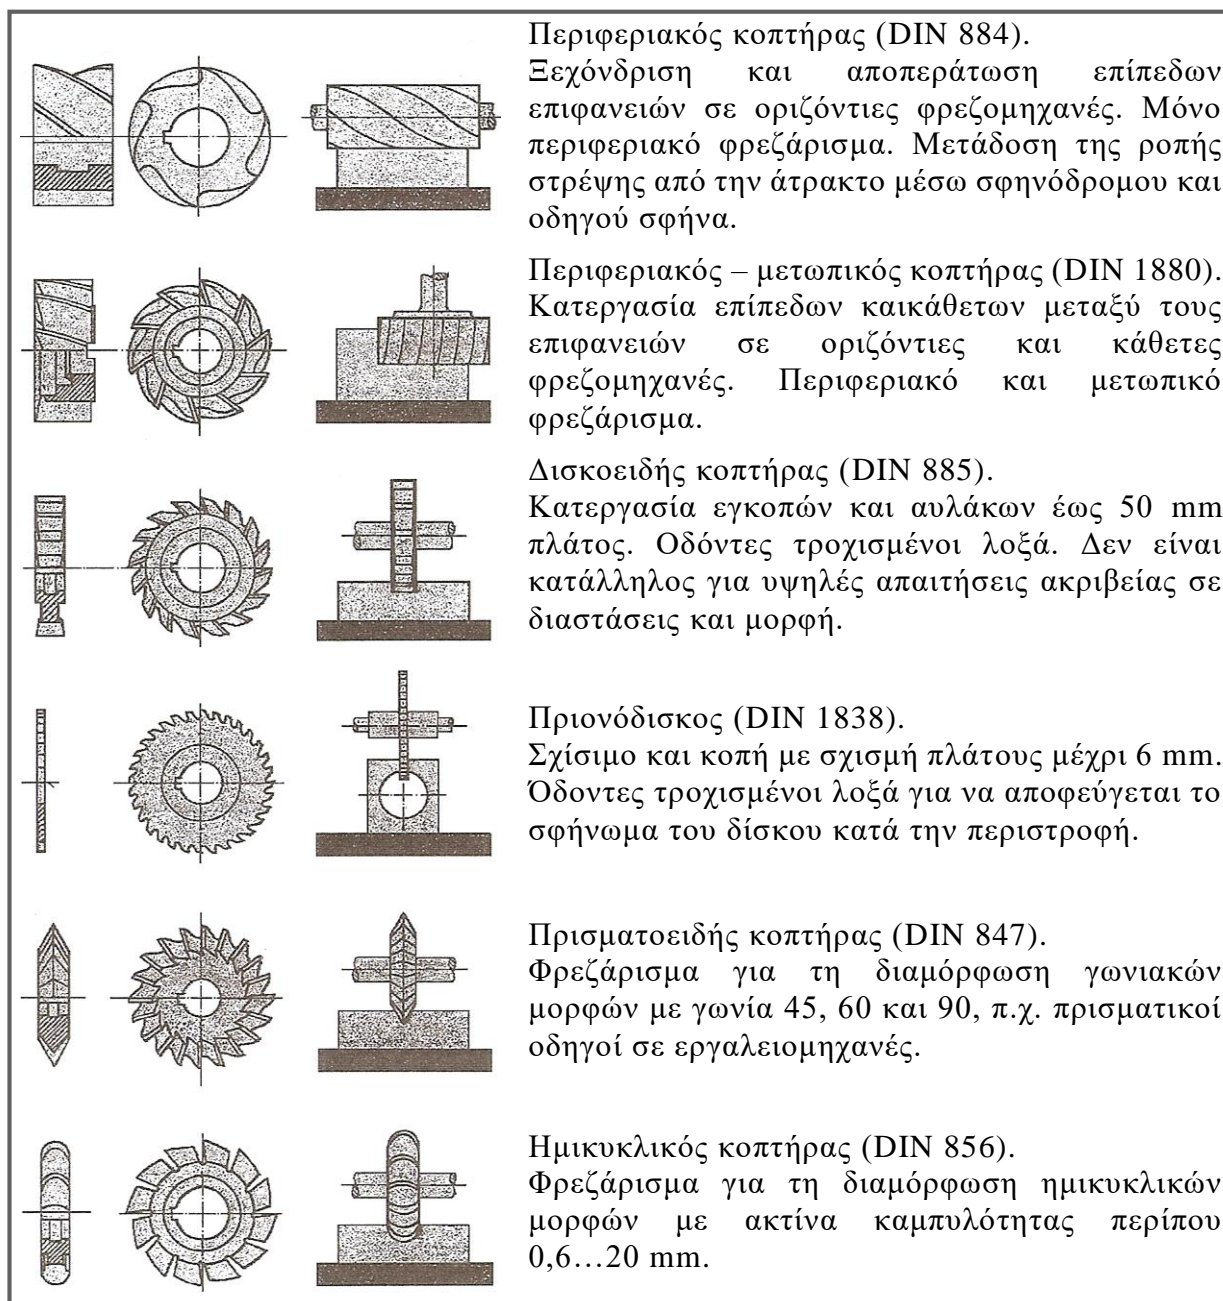 Περιφεριακός κοπτήρας (DIN 884).
Ξεχόνδριση και αποπεράτωση επίπεδων
επιφανειών σε οριζόντιες φρεζομηχανές. Μόνο
περιφεριακό φρεζάρισμα. Μετάδοση της ροπής
στρέψης από την άτρακτο μέσω σφηνόδρομου και
οδηγού σφήνα.
Περιφεριακός – μετωπικός κοπτήρας (DIN 1880).
Κατεργασία επίπεδων καικάθετων μεταξύ τους
επιφανειών σε οριζόντιες και κάθετες
φρεζομηχανές. Περιφεριακό και μετωπικό
φρεζάρισμα.
Δισκοειδής κοπτήρας (DIN 885).
Κατεργασία εγκοπών και αυλάκων έως 50 mm
πλάτος. Οδόντες τροχισμένοι λοξά. Δεν είναι
κατάλληλος για υψηλές απαιτήσεις ακριβείας σε
διαστάσεις και μορφή.
Πριονόδισκος (DIN 1838).
Σχίσιμο και κοπή με σχισμή πλάτους μέχρι 6 mm.
Όδοντες τροχισμένοι λοξά για να αποφεύγεται το
σφήνωμα του δίσκου κατά την περιστροφή.
Πρισματοειδής κοπτήρας (DIN 847).
Φρεζάρισμα για τη διαμόρφωση γωνιακών
μορφών με γωνία 45, 60 και 90, π.χ. πρισματικοί
οδηγοί σε εργαλειομηχανές.
Ημικυκλικός κοπτήρας (DIN 856).
Φρεζάρισμα για τη διαμόρφωση ημικυκλικών
μορφών με ακτίνα καμπυλότητας περίπου
0,6…20 mm.